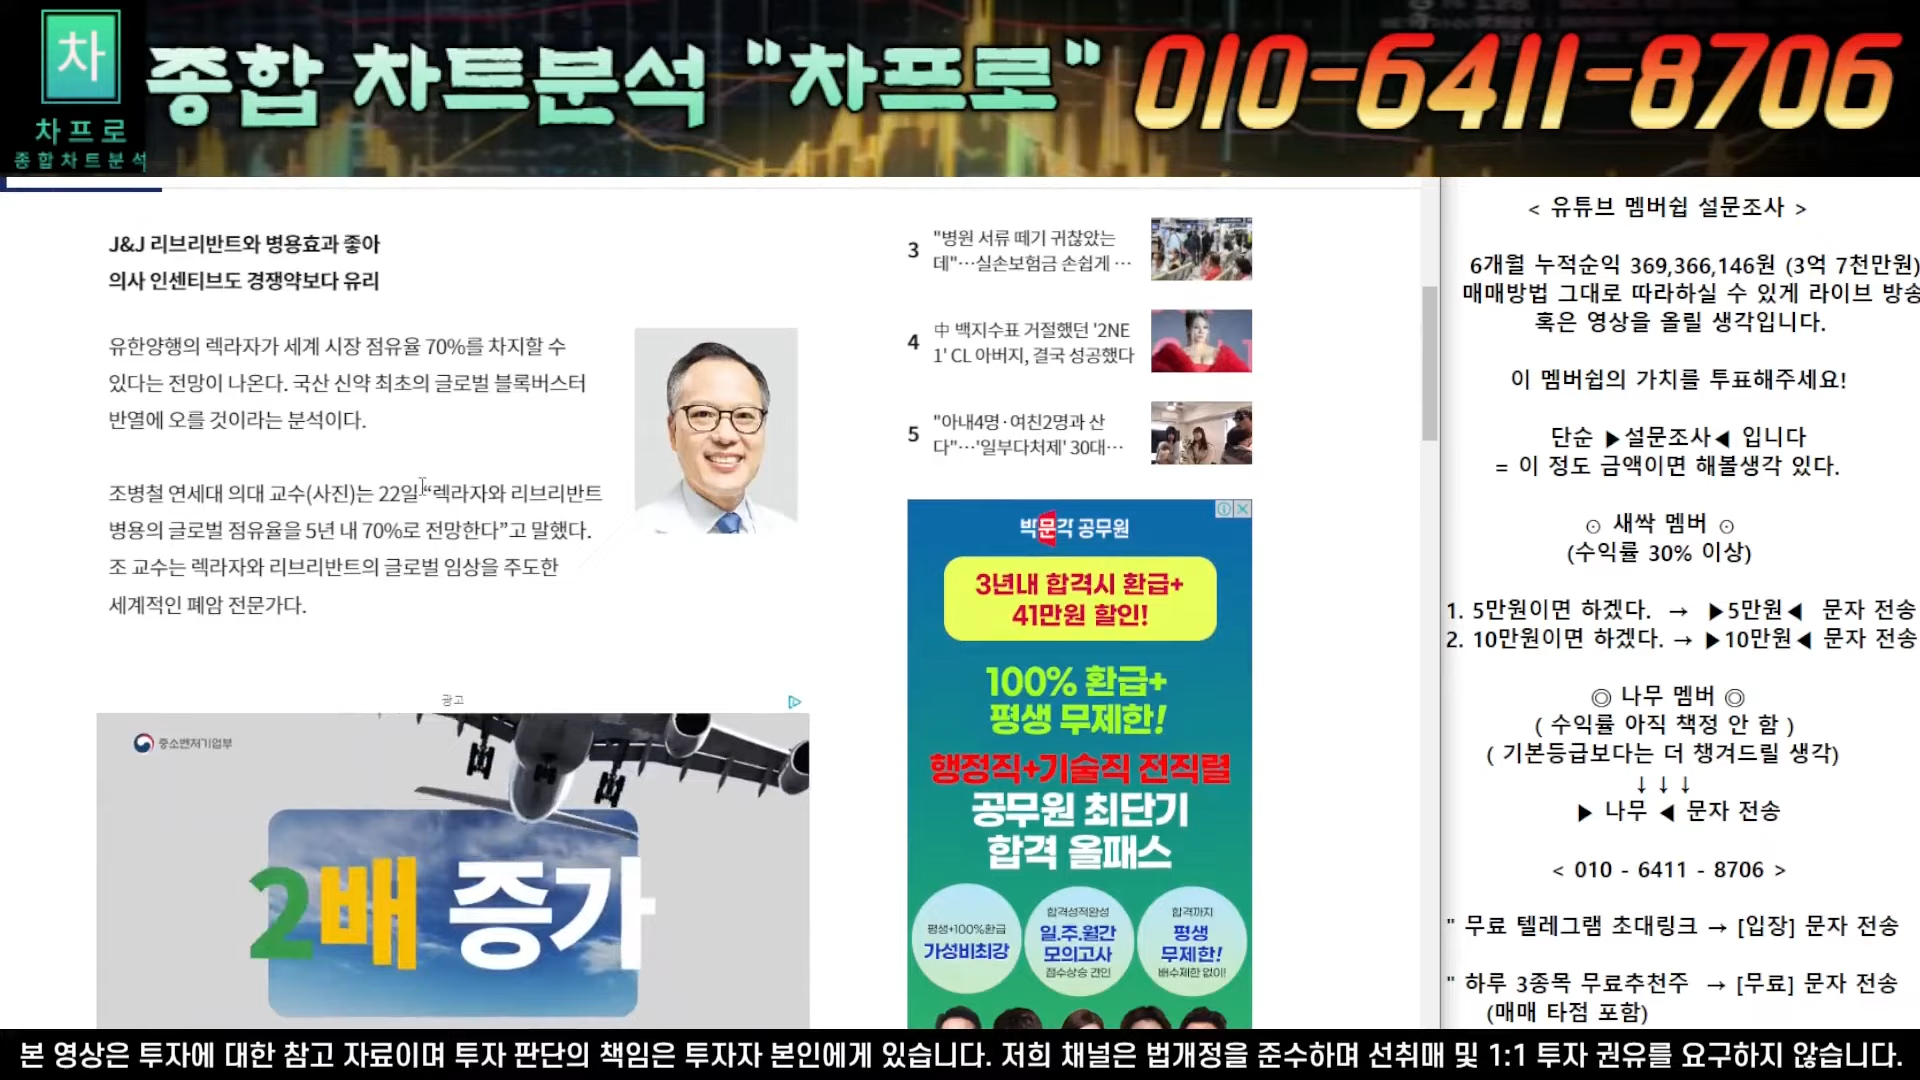 차
차프로
종합차트분석
종합 차트분석 "차프로" 010-6411-8706
J&J 리브리반트와 병용효과 좋아
의사 인센티브도 경쟁약보다 유리
유한양행의 렉라자가 세계 시장 점유율 70%를 차지할 수
있다는 전망이 나온다. 국산 신약 최초의 글로벌 블록버스터
반열에 오를 것이라는 분석이다.
조병철 연세대 의대 교수(사진)는 22일 “렉라자와 리브리반트
병용의 글로벌 점유율을 5년 내 70%로 전망한다”고 말했다.
조 교수는 렉라자와 리브리반트의 글로벌 임상을 주도한
세계적인 폐암 전문가다.
광고
중소벤처기업부
2배 증가
3
"병원 서류 떼기 귀찮았는
데"…실손보험금 손쉽게 …
4
中 백지수표 거절했던 '2NE
1' CL 아버지, 결국 성공했다
5
"아내4명·여친2명과 산
다"…'일부다처제' 30대…
박문각 공무원
3년내 합격시 환급+
41만원 할인!
100% 환급+
평생 무제한!
행정직+기술직 전직렬
공무원 최단기
합격 올패스
평생+100%환급
가성비최강
합격성적완성
일.주.월간
모의고사
점수상승 견인
합격까지
평생
무제한!
배수제한 없이!
< 유튜브 멤버쉽 설문조사 >
6개월 누적순익 369,366,146원 (3억 7천만원)
매매방법 그대로 따라하실 수 있게 라이브 방송
혹은 영상을 올릴 생각입니다.
이 멤버쉽의 가치를 투표해주세요!
단순 ▶설문조사◀ 입니다
= 이 정도 금액이면 해볼생각 있다.
⊙ 새싹 멤버 ⊙
(수익률 30% 이상)
1. 5만원이면 하겠다. → ▶5만원◀ 문자 전송
2. 10만원이면 하겠다. → ▶10만원◀ 문자 전송
◎ 나무 멤버 ◎
( 수익률 아직 책정 안 함 )
( 기본등급보다는 더 챙겨드릴 생각)
↓ ↓ ↓
▶ 나무 ◀ 문자 전송
< 010 - 6411 - 8706 >
" 무료 텔레그램 초대링크 → [입장] 문자 전송
" 하루 3종목 무료추천주 → [무료] 문자 전송
(매매 타점 포함)
본 영상은 투자에 대한 참고 자료이며 투자 판단의 책임은 투자자 본인에게 있습니다. 저희 채널은 법개정을 준수하며 선취매 및 1:1 투자 권유를 요구하지 않습니다.